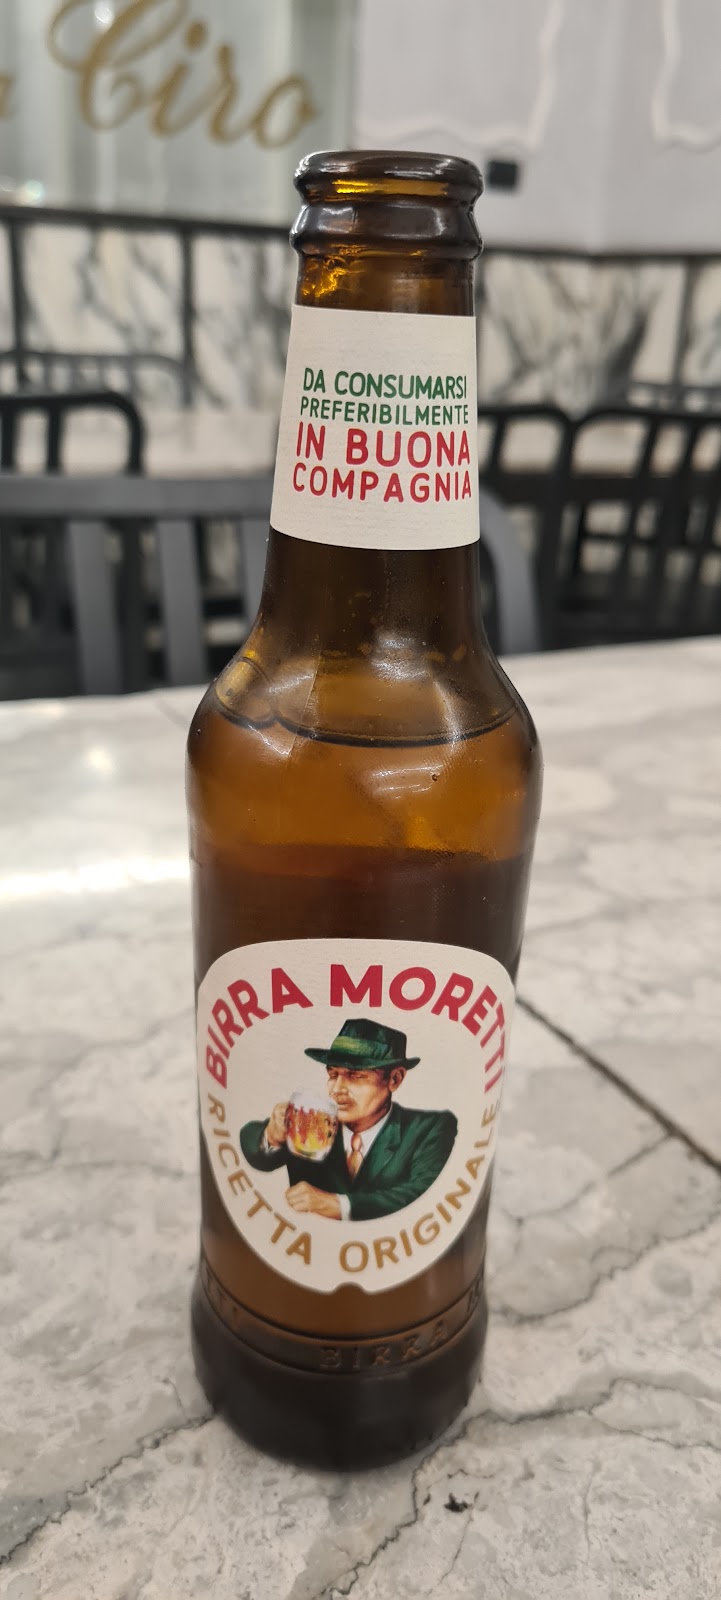 Ciro
DA CONSUMARSI
PREFERIBILMENTE
IN BUONA
COMPAGNIA
BIRRA MORETTI
RICETTA ORIGINALE
BIRRA